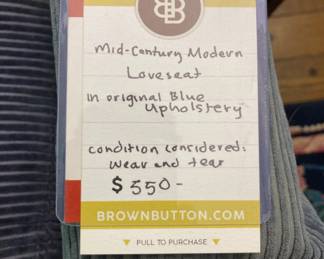 BB
Mid-Century Modern
Loveseat
in original Blue
Upholstery
condition considered:
wear and tear
$550-
BROWNBUTTON.COM
PULL TO PURCHASE